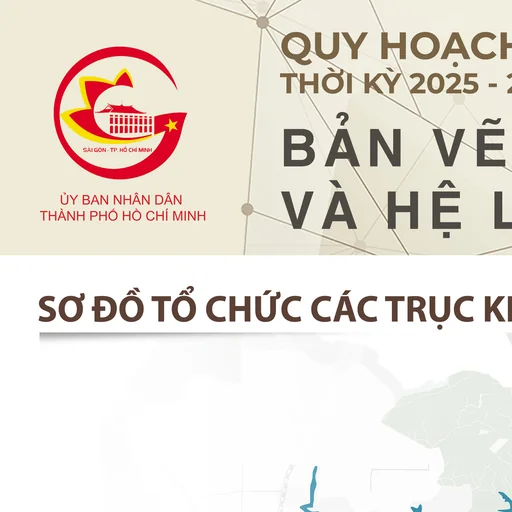 QUY HOẠCH
THỜI KỲ 2025 -
BẢN VẼ
VÀ HỆ
SÀI GÒN - TP. HỒ CHÍ MINH
ỦY BAN NHÂN DÂN
THÀNH PHỐ HỒ CHÍ MINH
SƠ ĐỒ TỔ CHỨC CÁC TRỤC